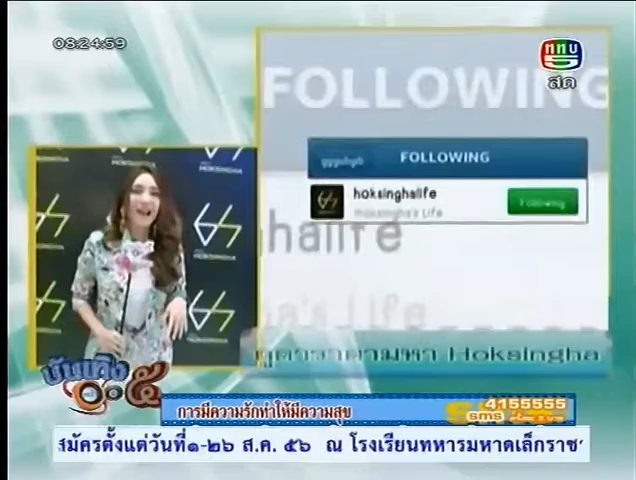 08:24:59
ททบ
5
สด
FOLLOWING
FOLLOWING
hoksinghalife
Hoksingha's Life
Following
HOKSINGHA
HOKSINGHA
Hoksingha
บันเทิง
๕
การมีความรักทำให้มีความสุข
4155555
sms
สมัครตั้งแต่วันที่๑-๒๖ ส.ค. ๕๖ ณ โรงเรียนทหารมหาดเล็กราช